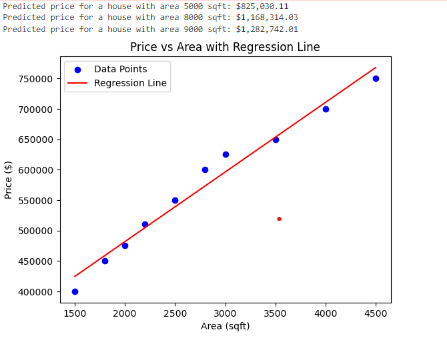 Predicted price for a house with area 5000 sqft: $825,030.11
Predicted price for a house with area 8000 sqft: $1,168,314.03
Predicted price for a house with area 9000 sqft: $1,282,742.01
Price vs Area with Regression Line
Data Points
Regression Line
750000
700000
650000
600000
550000
500000
450000
400000
Price ($)
1500 2000 2500 3000 3500 4000 4500
Area (sqft)